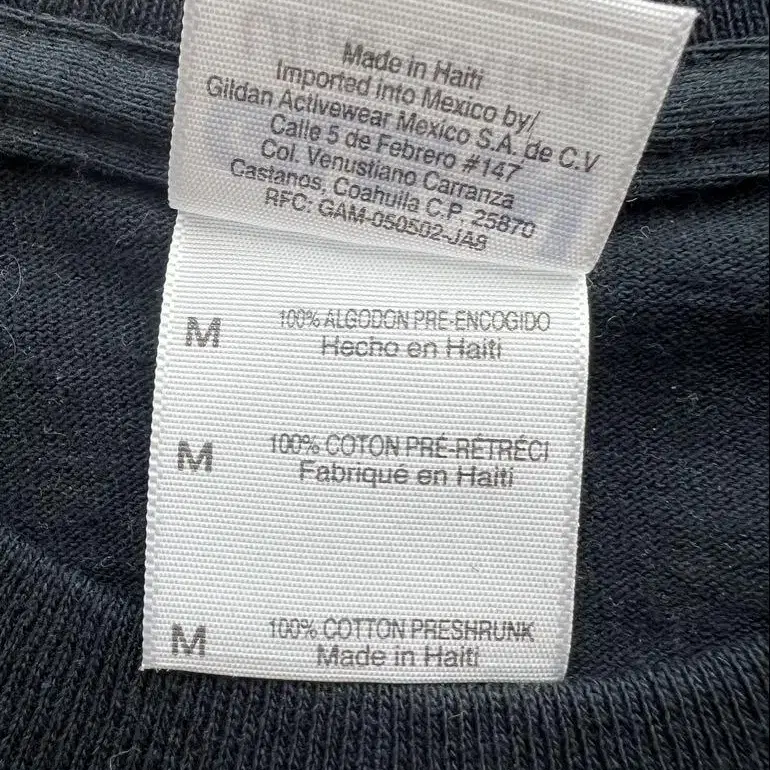 Made in Haiti
Imported into Mexico by/
Gildan Activewear Mexico S.A. de C.V
Calle 5 de Febrero #147
Col. Venustiano Carranza
Castanos, Coahuila C.P. 25870
RFC: GAM-050502-JA8
M 100% ALGODON PRE-ENCOGIDO
Hecho en Haiti
M 100% COTON PRÉ-RÉTRÉCI
Fabriqué en Haiti
M 100% COTTON PRESHRUNK
Made in Haiti